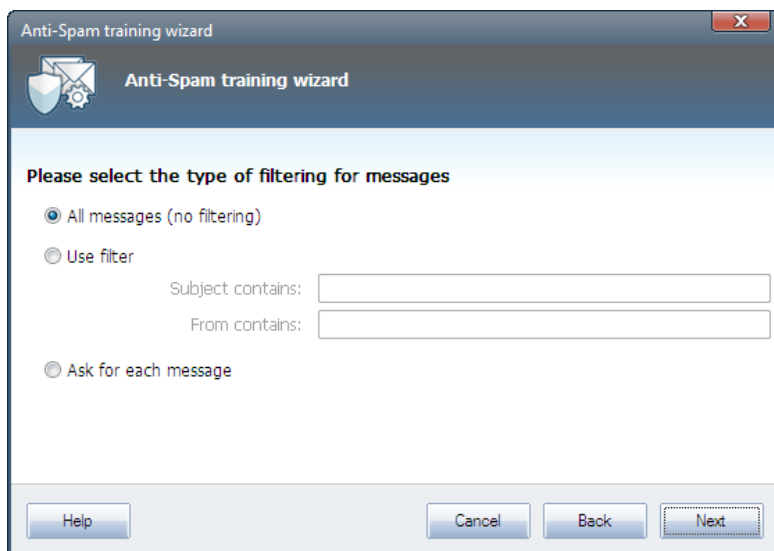 Anti-Spam training wizard
Anti-Spam training wizard
Please select the type of filtering for messages
All messages (no filtering)
Use filter
Subject contains:
From contains:
Ask for each message
Help Cancel Back Next